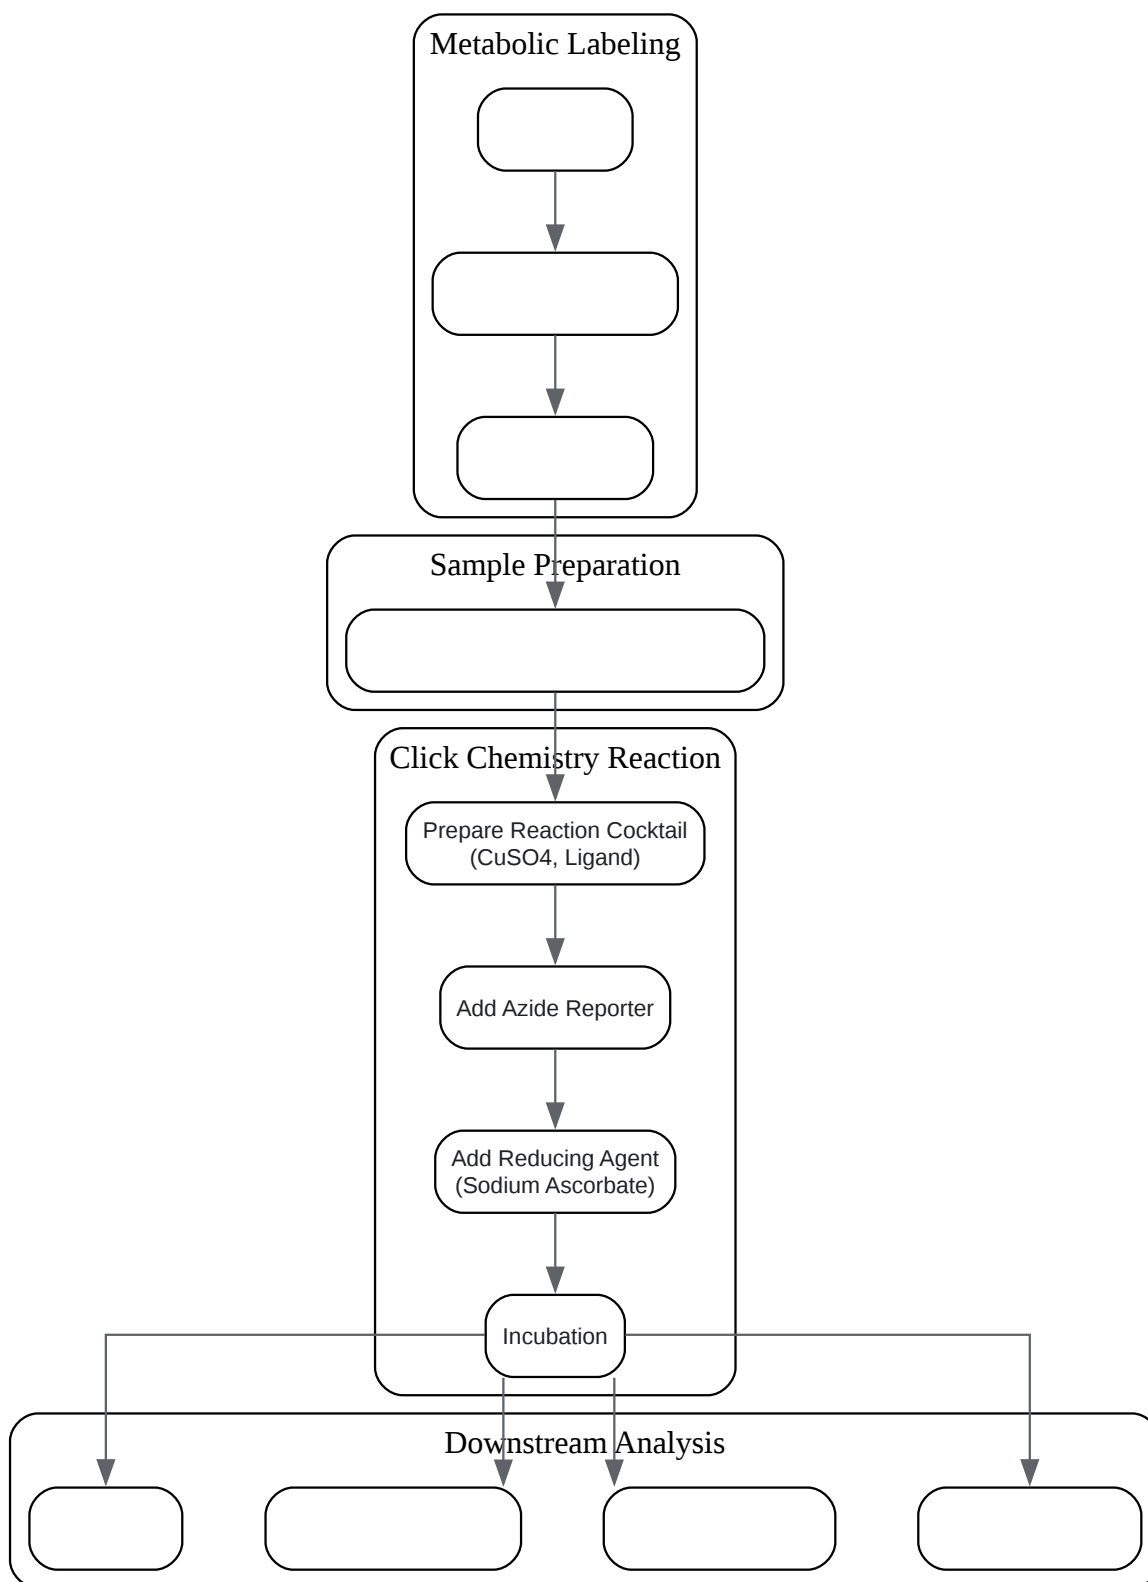 Metabolic Labeling
Sample Preparation
Click Chemistry Reaction
Prepare Reaction Cocktail
(CuSO4, Ligand)
Add Azide Reporter
Add Reducing Agent
(Sodium Ascorbate)
Incubation
Downstream Analysis